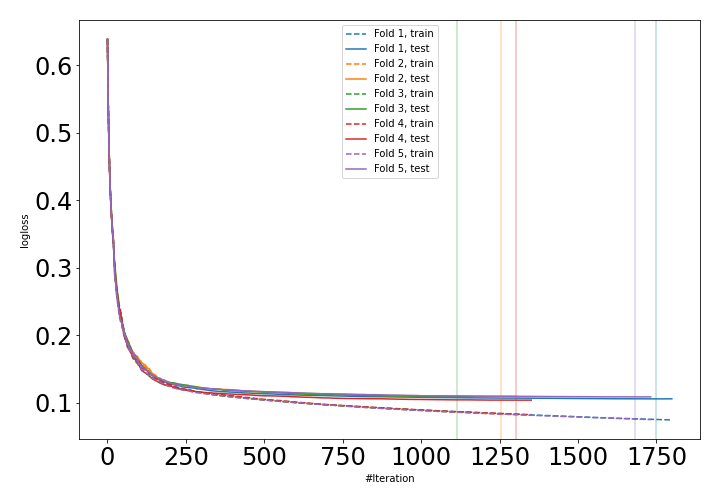 Fold 1, train
Fold 1, test
Fold 2, train
Fold 2, test
Fold 3, train
Fold 3, test
Fold 4, train
Fold 4, test
Fold 5, train
Fold 5, test
0.6
0.5
0.4
0.3
0.2
0.1
logloss
0 250 500 750 1000 1250 1500 1750
#Iteration